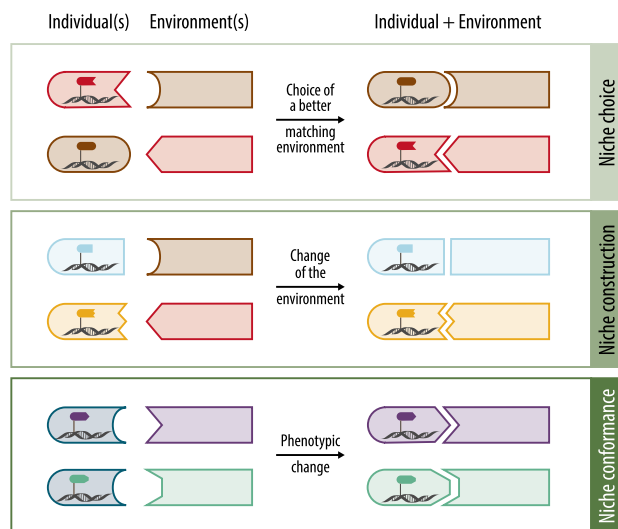 Individual(s) Environment(s) Individual + Environment
Choice of
a better
matching
environment
Niche choice
Change
of the
environment
Niche construction
Phenotypic
change
Niche conformance